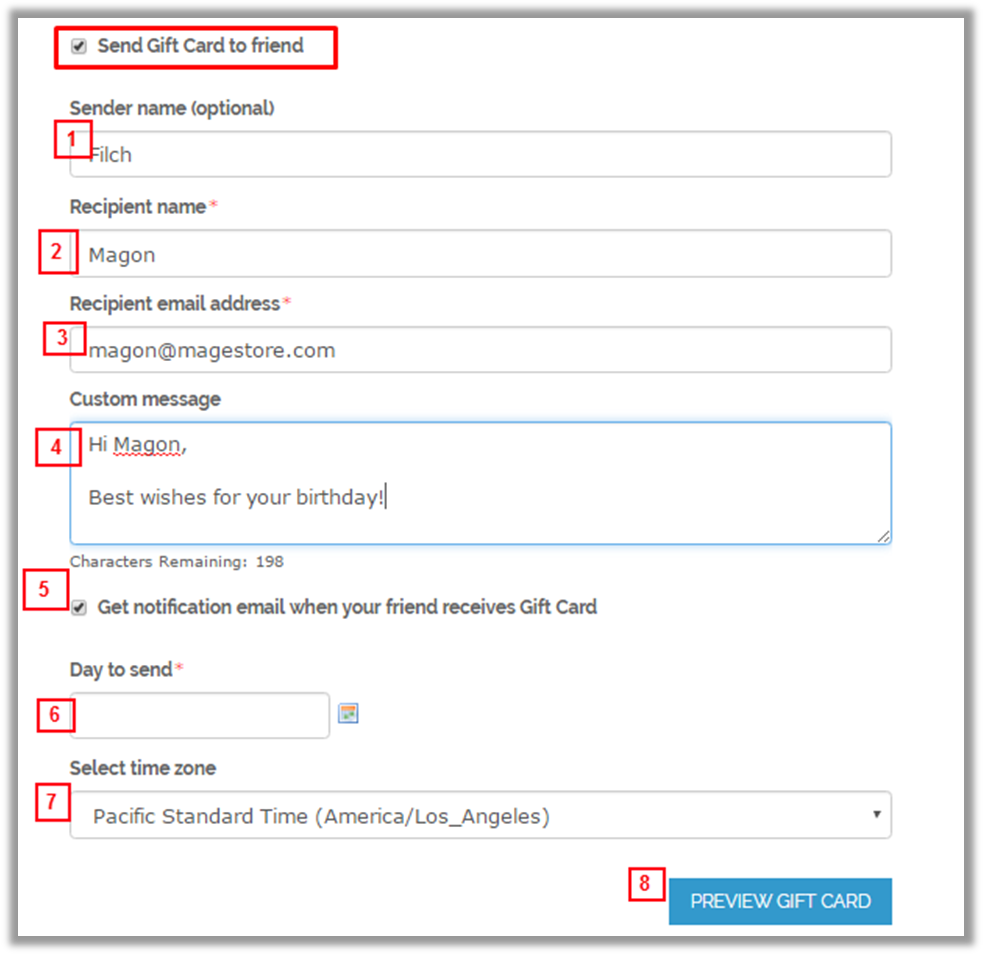 Send Gift Card to friend
Sender name (optional)
1
Filch
Recipient name*
2
Magon
Recipient email address*
3
magon@magestore.com
Custom message
4
Hi Magon,
Best wishes for your birthday!
Characters Remaining: 198
5
Get notification email when your friend receives Gift Card
Day to send*
6
Select time zone
7
Pacific Standard Time (America/Los_Angeles)
8
PREVIEW GIFT CARD